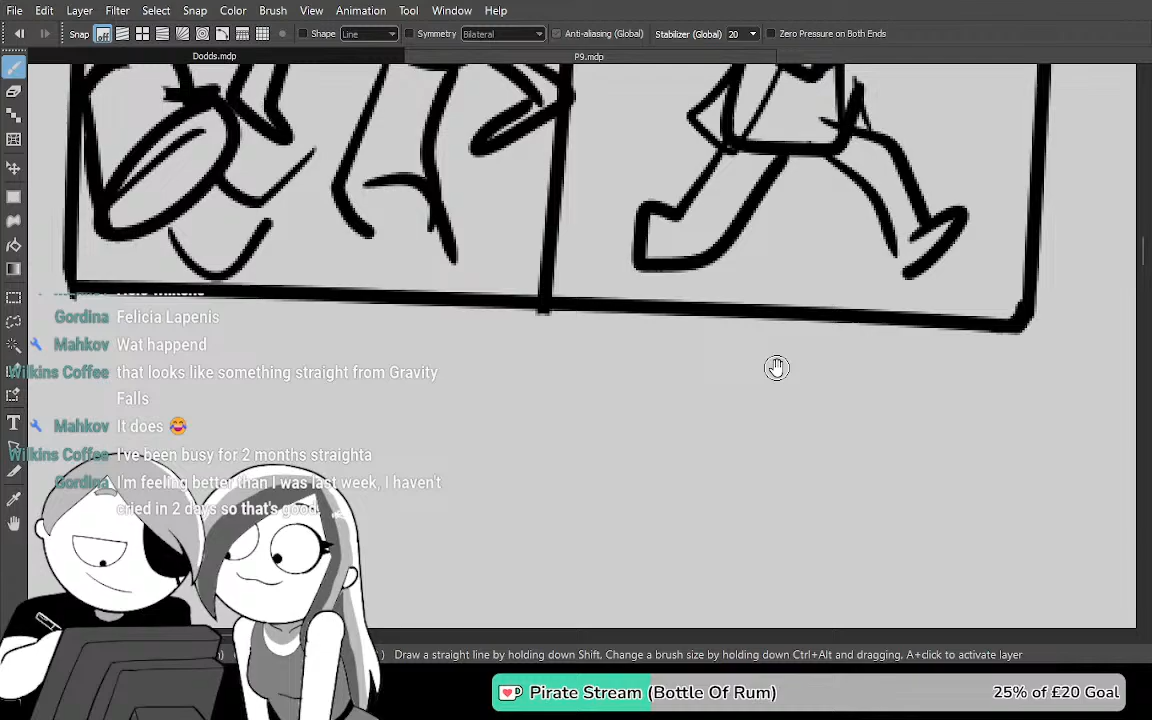 File Edit Layer Filter Select Snap Color Brush View Animation Tool Window Help
Snap off Shape Line Symmetry Bilateral Anti-aliasing (Global) Stabilizer (Global) 20 Zero Pressure on Both Ends
Dodds.mdp P9.mdp
Gordina Felicia Lapenis
Mahkov Wat happend
Wilkins Coffee that looks like something straight from Gravity
Falls
Mahkov It does 😂
Wilkins Coffee I've been busy for 2 months straighta
Gordina I'm feeling better than I was last week, I haven't
cried in 2 days so that's good
) Draw a straight line by holding down Shift, Change a brush size by holding down Ctrl+Alt and dragging, A+click to activate layer
Pirate Stream (Bottle Of Rum) 25% of £20 Goal